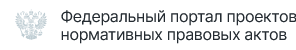 Федеральный портал проектов
нормативных правовых актов